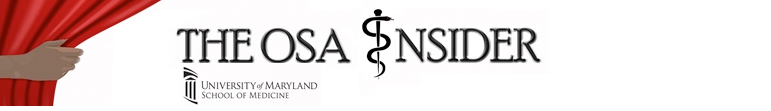 THE OSA INSIDER
UNIVERSITY of MARYLAND
SCHOOL OF MEDICINE